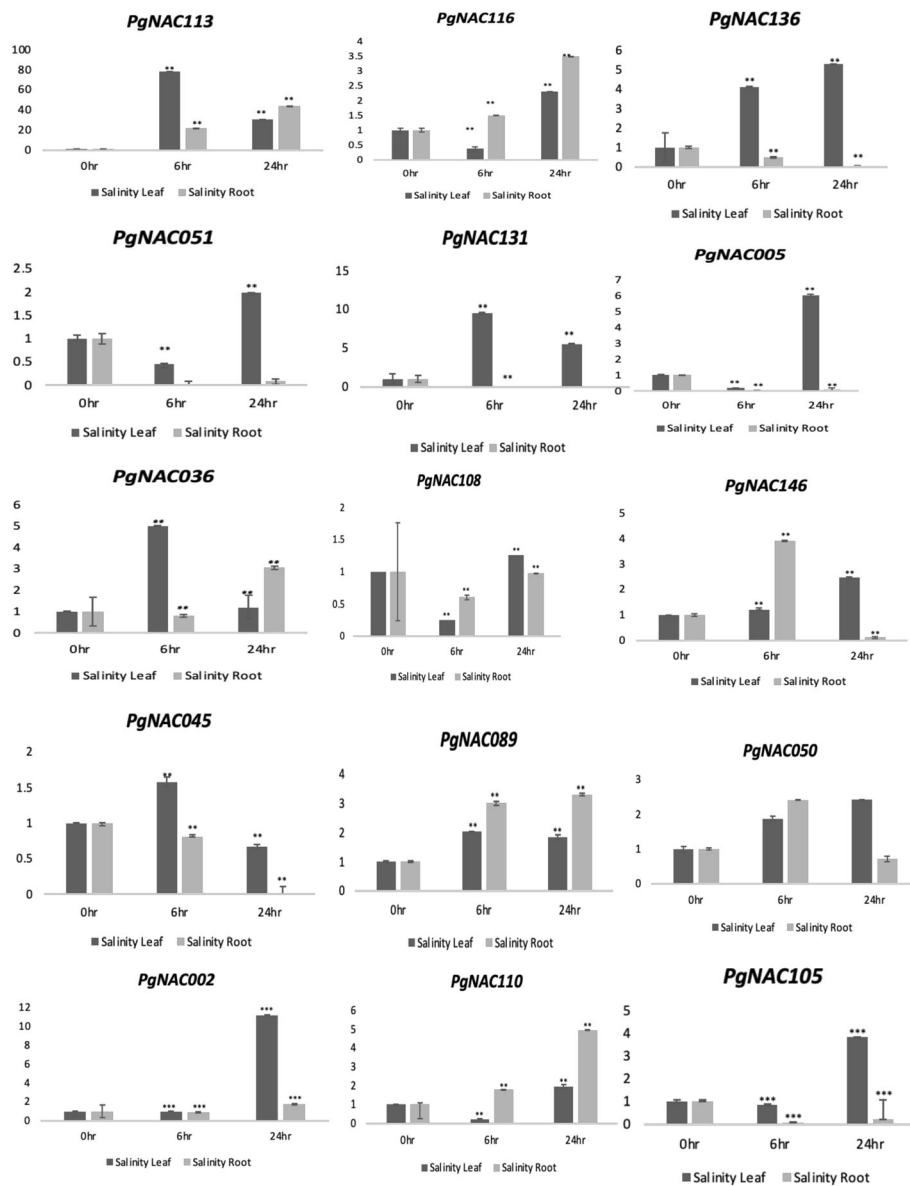 PgNAC113
100
80
60
40
20
0
** ** ** **
0hr 6hr 24hr
Salinity Leaf Salinity Root
PgNAC116
4
3.5
3
2.5
2
1.5
1
0.5
0
** ** ** **
0hr 6hr 24hr
Salinity Leaf Salinity Root
PgNAC136
6
5
4
3
2
1
0
** ** ** **
0hr 6hr 24hr
Salinity Leaf Salinity Root
PgNAC051
2.5
2
1.5
1
0.5
0
** **
0hr 6hr 24hr
Salinity Leaf Salinity Root
PgNAC131
15
10
5
0
** ** **
0hr 6hr 24hr
Salinity Leaf Salinity Root
PgNAC005
7
6
5
4
3
2
1
0
** ** ** **
0hr 6hr 24hr
Salinity Leaf Salinity Root
PgNAC036
6
5
4
3
2
1
0
** ** ** **
0hr 6hr 24hr
Salinity Leaf Salinity Root
PgNAC108
2
1.5
1
0.5
0
** ** ** **
0hr 6hr 24hr
Salinity Leaf Salinity Root
PgNAC146
5
4
3
2
1
0
** ** ** **
0hr 6hr 24hr
Salinity Leaf Salinity Root
PgNAC045
2
1.5
1
0.5
0
** ** ** **
0hr 6hr 24hr
Salinity Leaf Salinity Root
PgNAC089
4
3
2
1
0
** ** ** **
0hr 6hr 24hr
Salinity Leaf Salinity Root
PgNAC050
3
2
1
0
0hr 6hr 24hr
Salinity Leaf Salinity Root
PgNAC002
12
10
8
6
4
2
0
*** *** *** ***
0hr 6hr 24hr
Salinity Leaf Salinity Root
PgNAC110
6
5
4
3
2
1
0
** ** ** **
0hr 6hr 24hr
Salinity Leaf Salinity Root
PgNAC105
5
4
3
2
1
0
*** *** *** ***
0hr 6hr 24hr
Salinity Leaf Salinity Root